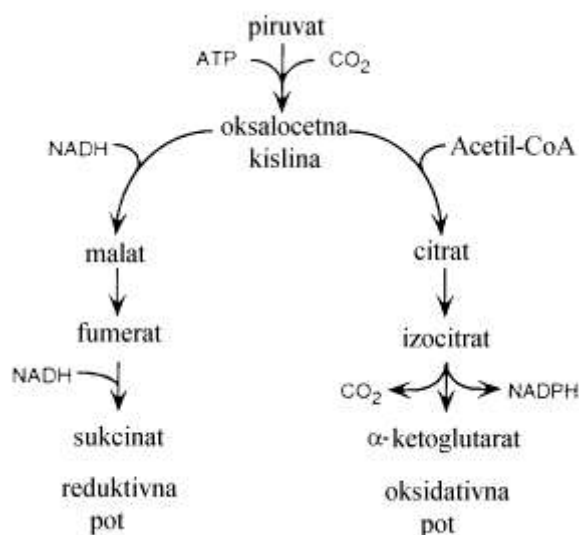 piruvat
ATP CO2
oksalocetna
kislina
NADH Acetil-CoA
malat citrat
fumerat izocitrat
NADH CO2 NADPH
sukcinat α-ketoglutarat
reduktivna oksidativna
pot pot